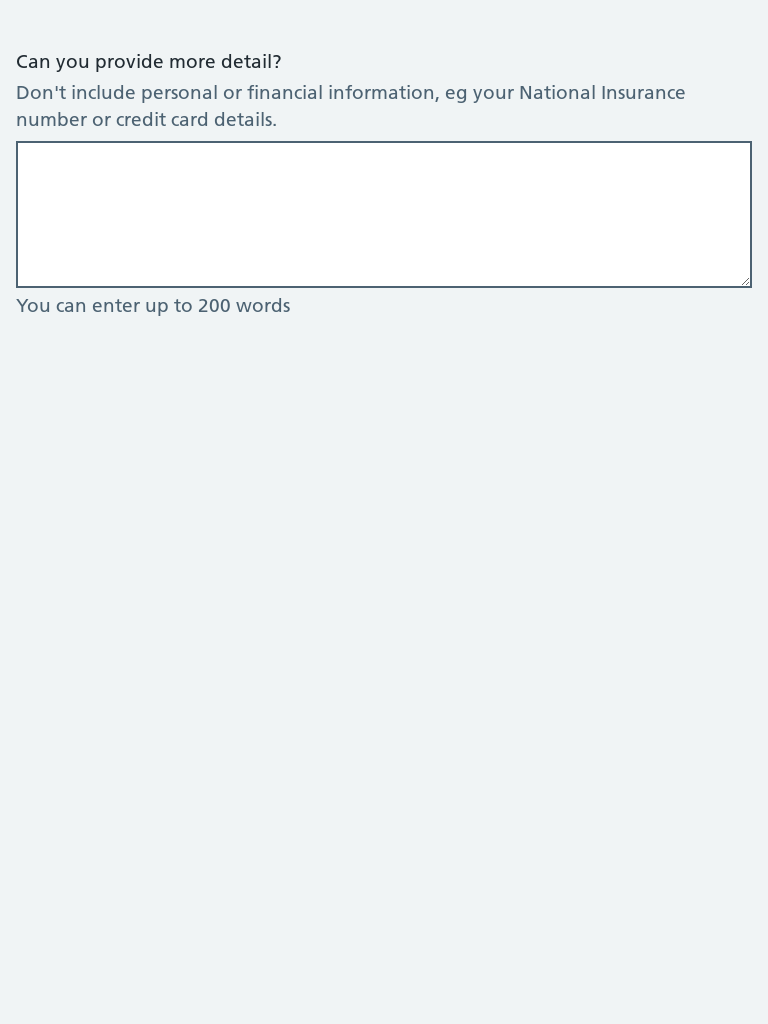 Can you provide more detail?
Don't include personal or financial information, eg your National Insurance
number or credit card details.
You can enter up to 200 words